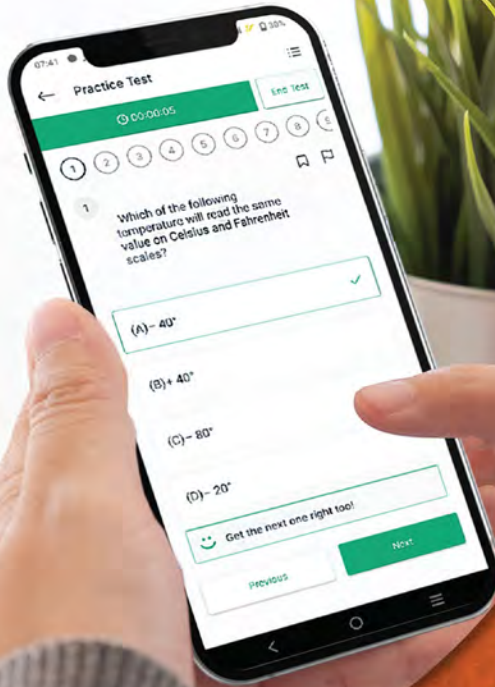 07:41
30%
← Practice Test
00:00:05
End Test
1 2 3 4 5 6 7 8
1
Which of the following
temperature will read the same
value on Celsius and Fahrenheit
scales?
(A)– 40°
(B)+ 40°
(C)– 80°
(D)– 20°
Get the next one right too!
Previous
Next